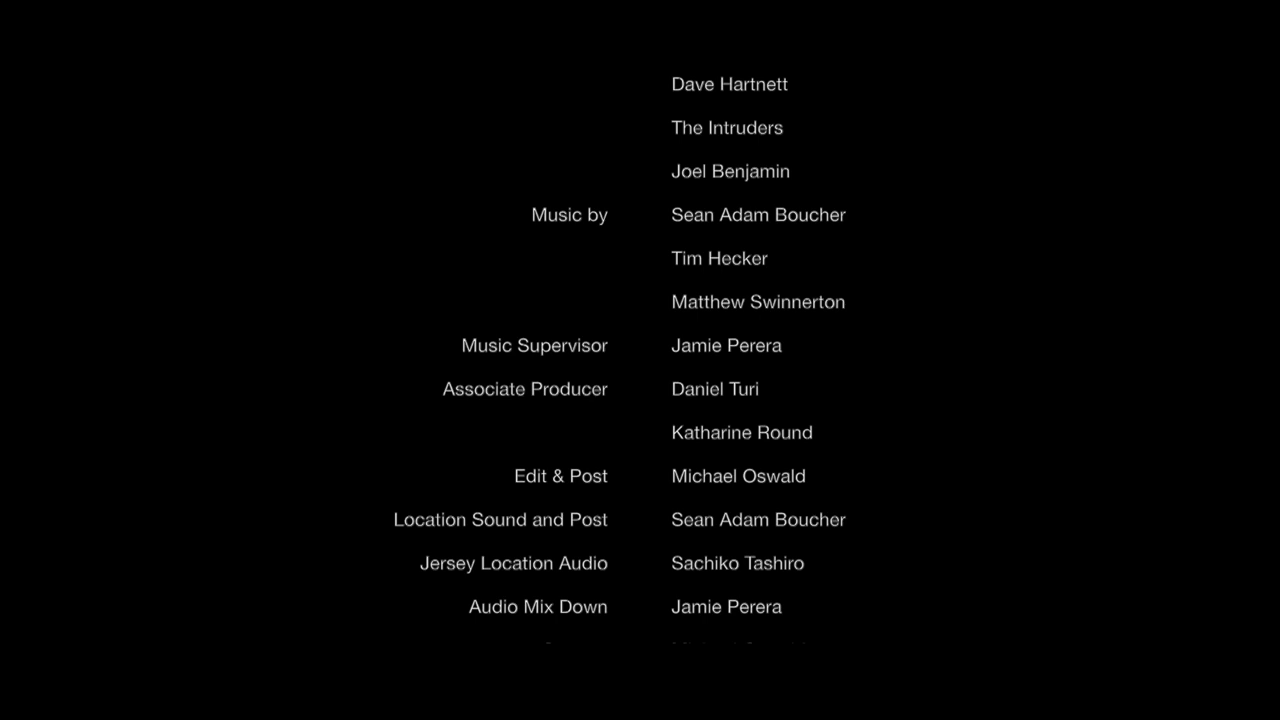 Dave Hartnett
The Intruders
Joel Benjamin
Music by Sean Adam Boucher
Tim Hecker
Matthew Swinnerton
Music Supervisor Jamie Perera
Associate Producer Daniel Turi
Katharine Round
Edit & Post Michael Oswald
Location Sound and Post Sean Adam Boucher
Jersey Location Audio Sachiko Tashiro
Audio Mix Down Jamie Perera